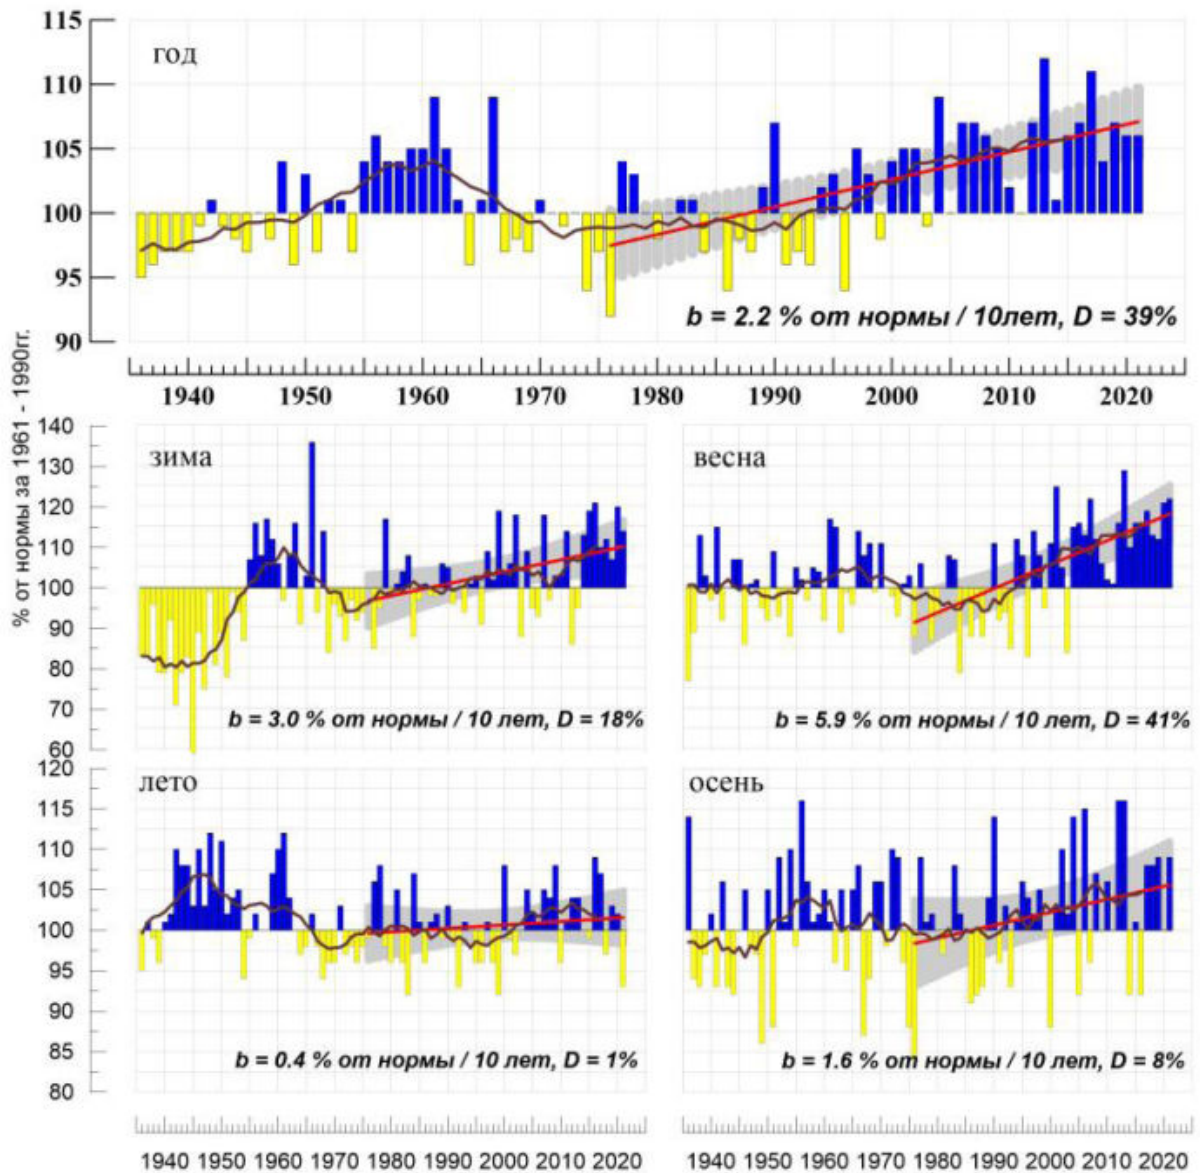 115
год
110
105
100
95
b = 2.2 % от нормы / 10лет, D = 39%
90
1940 1950 1960 1970 1980 1990 2000 2010 2020
% от нормы за 1961 - 1990гг.
140
зима
весна
130
120
110
100
90
80
70
b = 3.0 % от нормы / 10 лет, D = 18%
b = 5.9 % от нормы / 10 лет, D = 41%
60
120
лето
осень
115
110
105
100
95
90
85
b = 0.4 % от нормы / 10 лет, D = 1%
b = 1.6 % от нормы / 10 лет, D = 8%
80
1940 1950 1960 1970 1980 1990 2000 2010 2020
1940 1950 1960 1970 1980 1990 2000 2010 2020